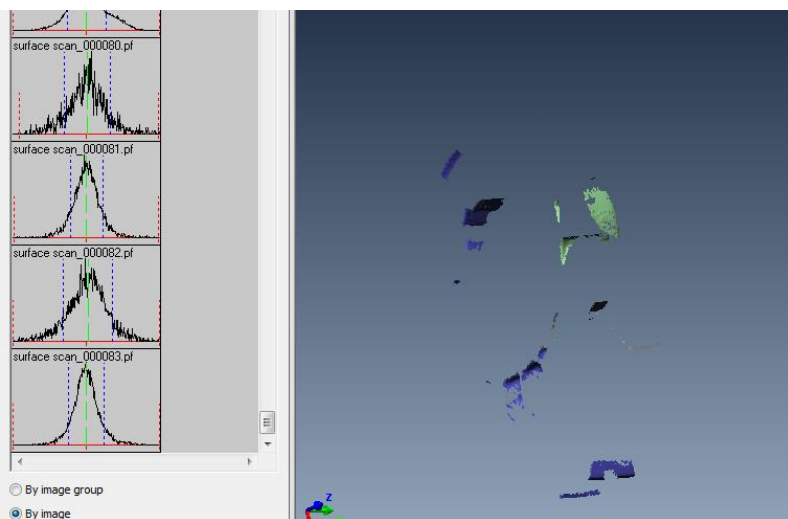 surface scan_000080.pf
surface scan_000081.pf
surface scan_000082.pf
surface scan_000083.pf
By image group
By image
Z